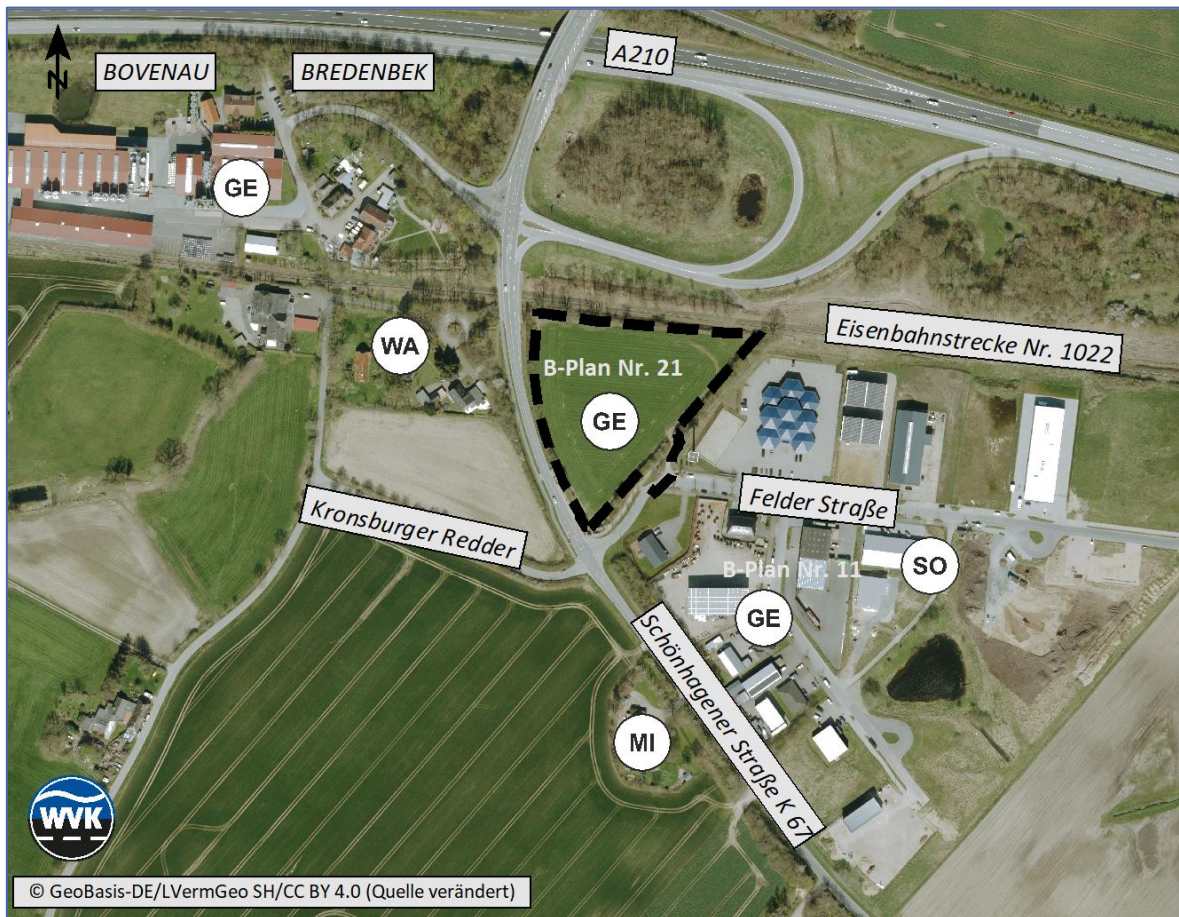 BOVENAU
BREDENBEK
A210
N
GE
Eisenbahnstrecke Nr. 1022
WA
B-Plan Nr. 21
GE
Kronsburger Redder
Felder Straße
B-Plan Nr. 11
SO
GE
Schönhagener Straße K 67
MI
WVK
© GeoBasis-DE/LVermGeo SH/CC BY 4.0 (Quelle verändert)